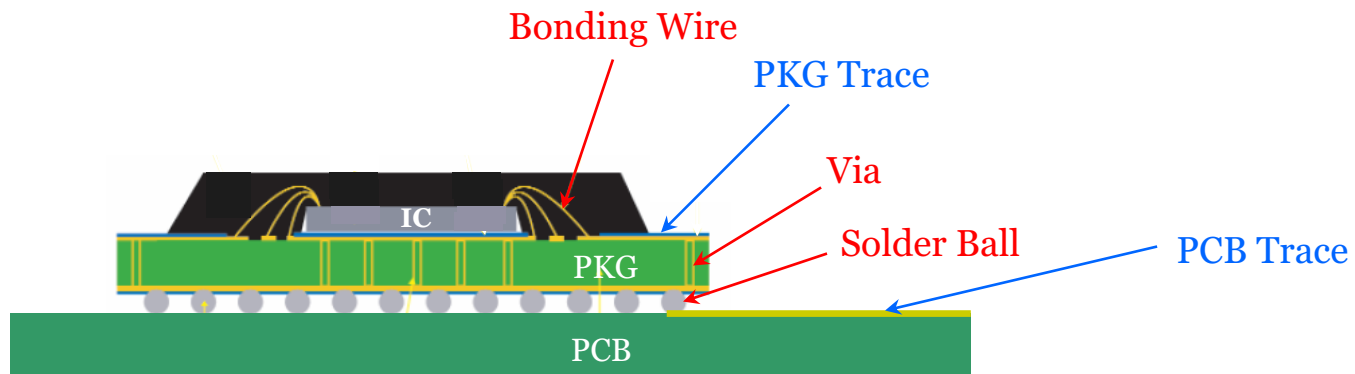 Bonding Wire
PKG Trace
Via
IC
Solder Ball
PCB Trace
PKG
PCB